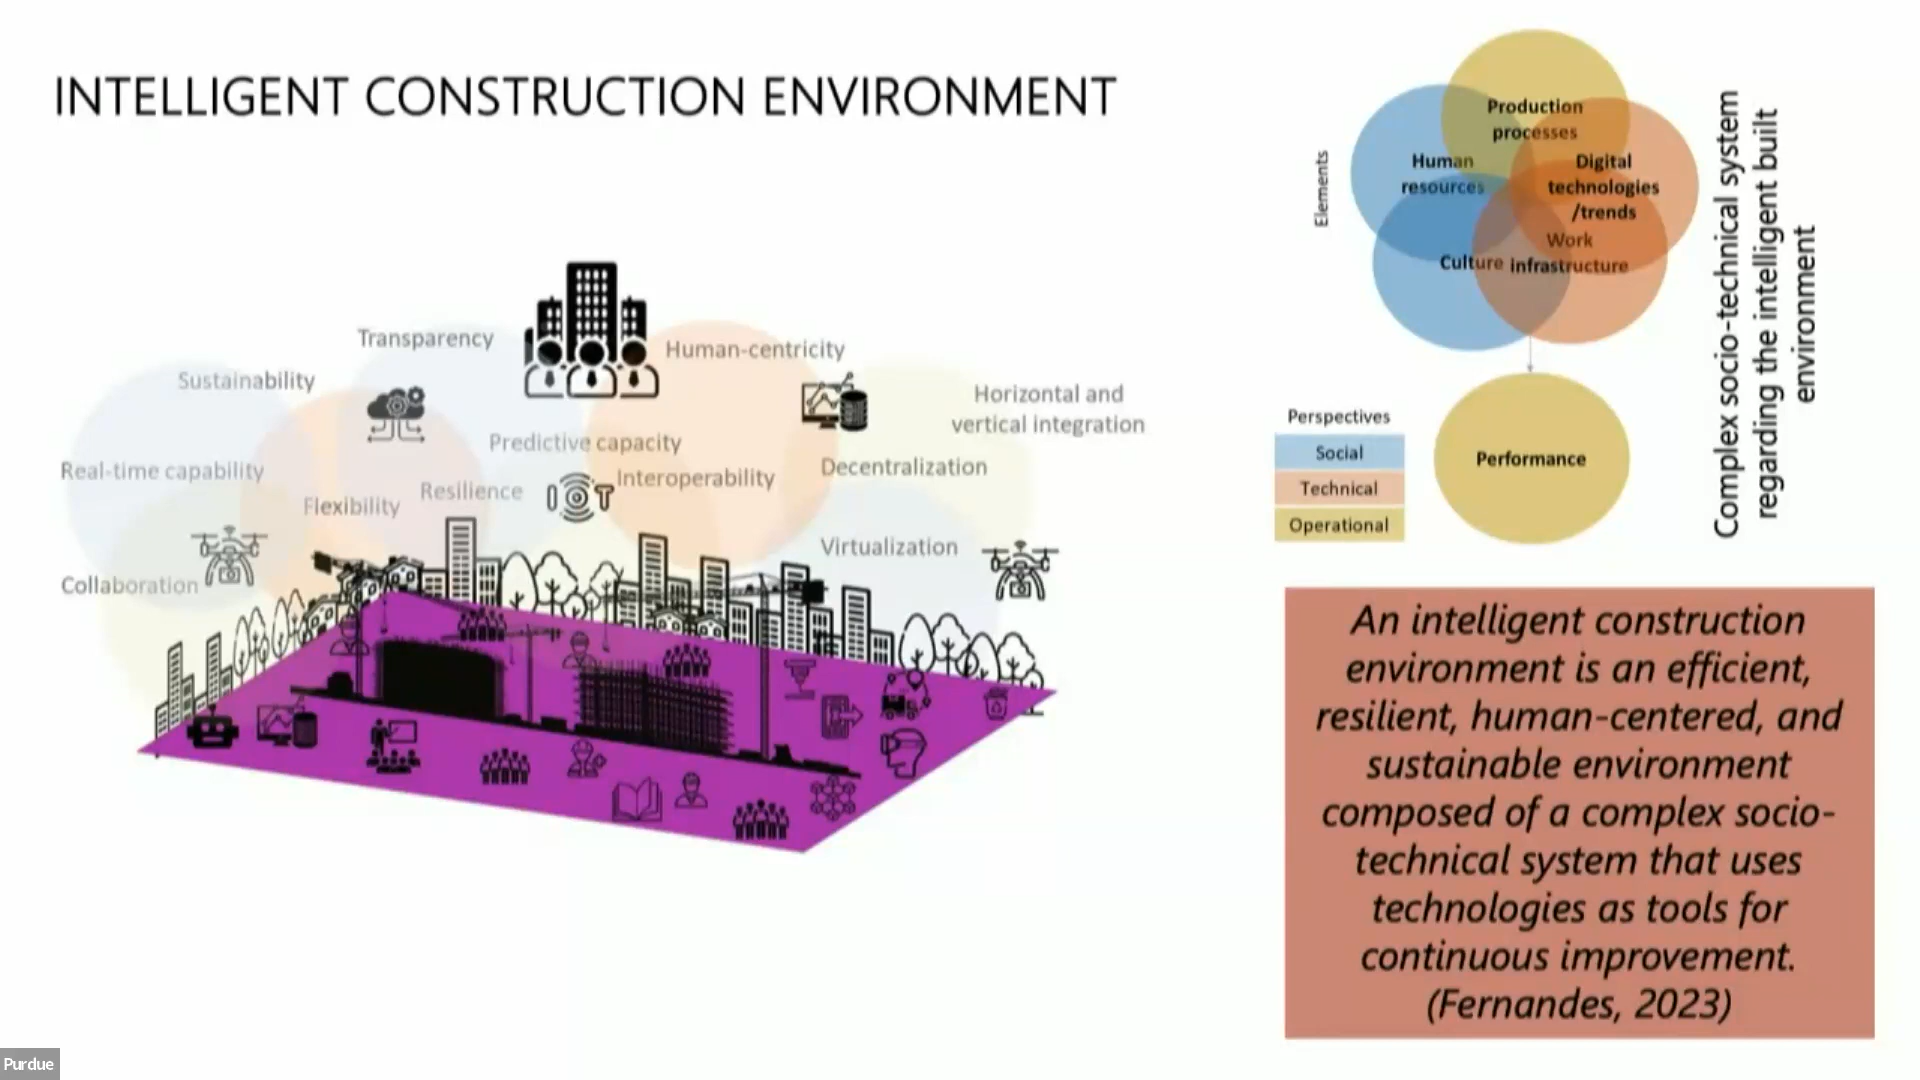 INTELLIGENT CONSTRUCTION ENVIRONMENT
Transparency
Human-centricity
Sustainability
Horizontal and
vertical integration
Predictive capacity
Real-time capability
Resilience
Interoperability
Decentralization
Flexibility
IOT
Virtualization
Collaboration
Elements
Production
processes
Human
resources
Digital
technologies
/trends
Work
Culture
infrastructure
Perspectives
Social
Technical
Operational
Performance
Complex socio-technical system
regarding the intelligent built
environment
An intelligent construction
environment is an efficient,
resilient, human-centered, and
sustainable environment
composed of a complex socio-
technical system that uses
technologies as tools for
continuous improvement.
(Fernandes, 2023)
Purdue